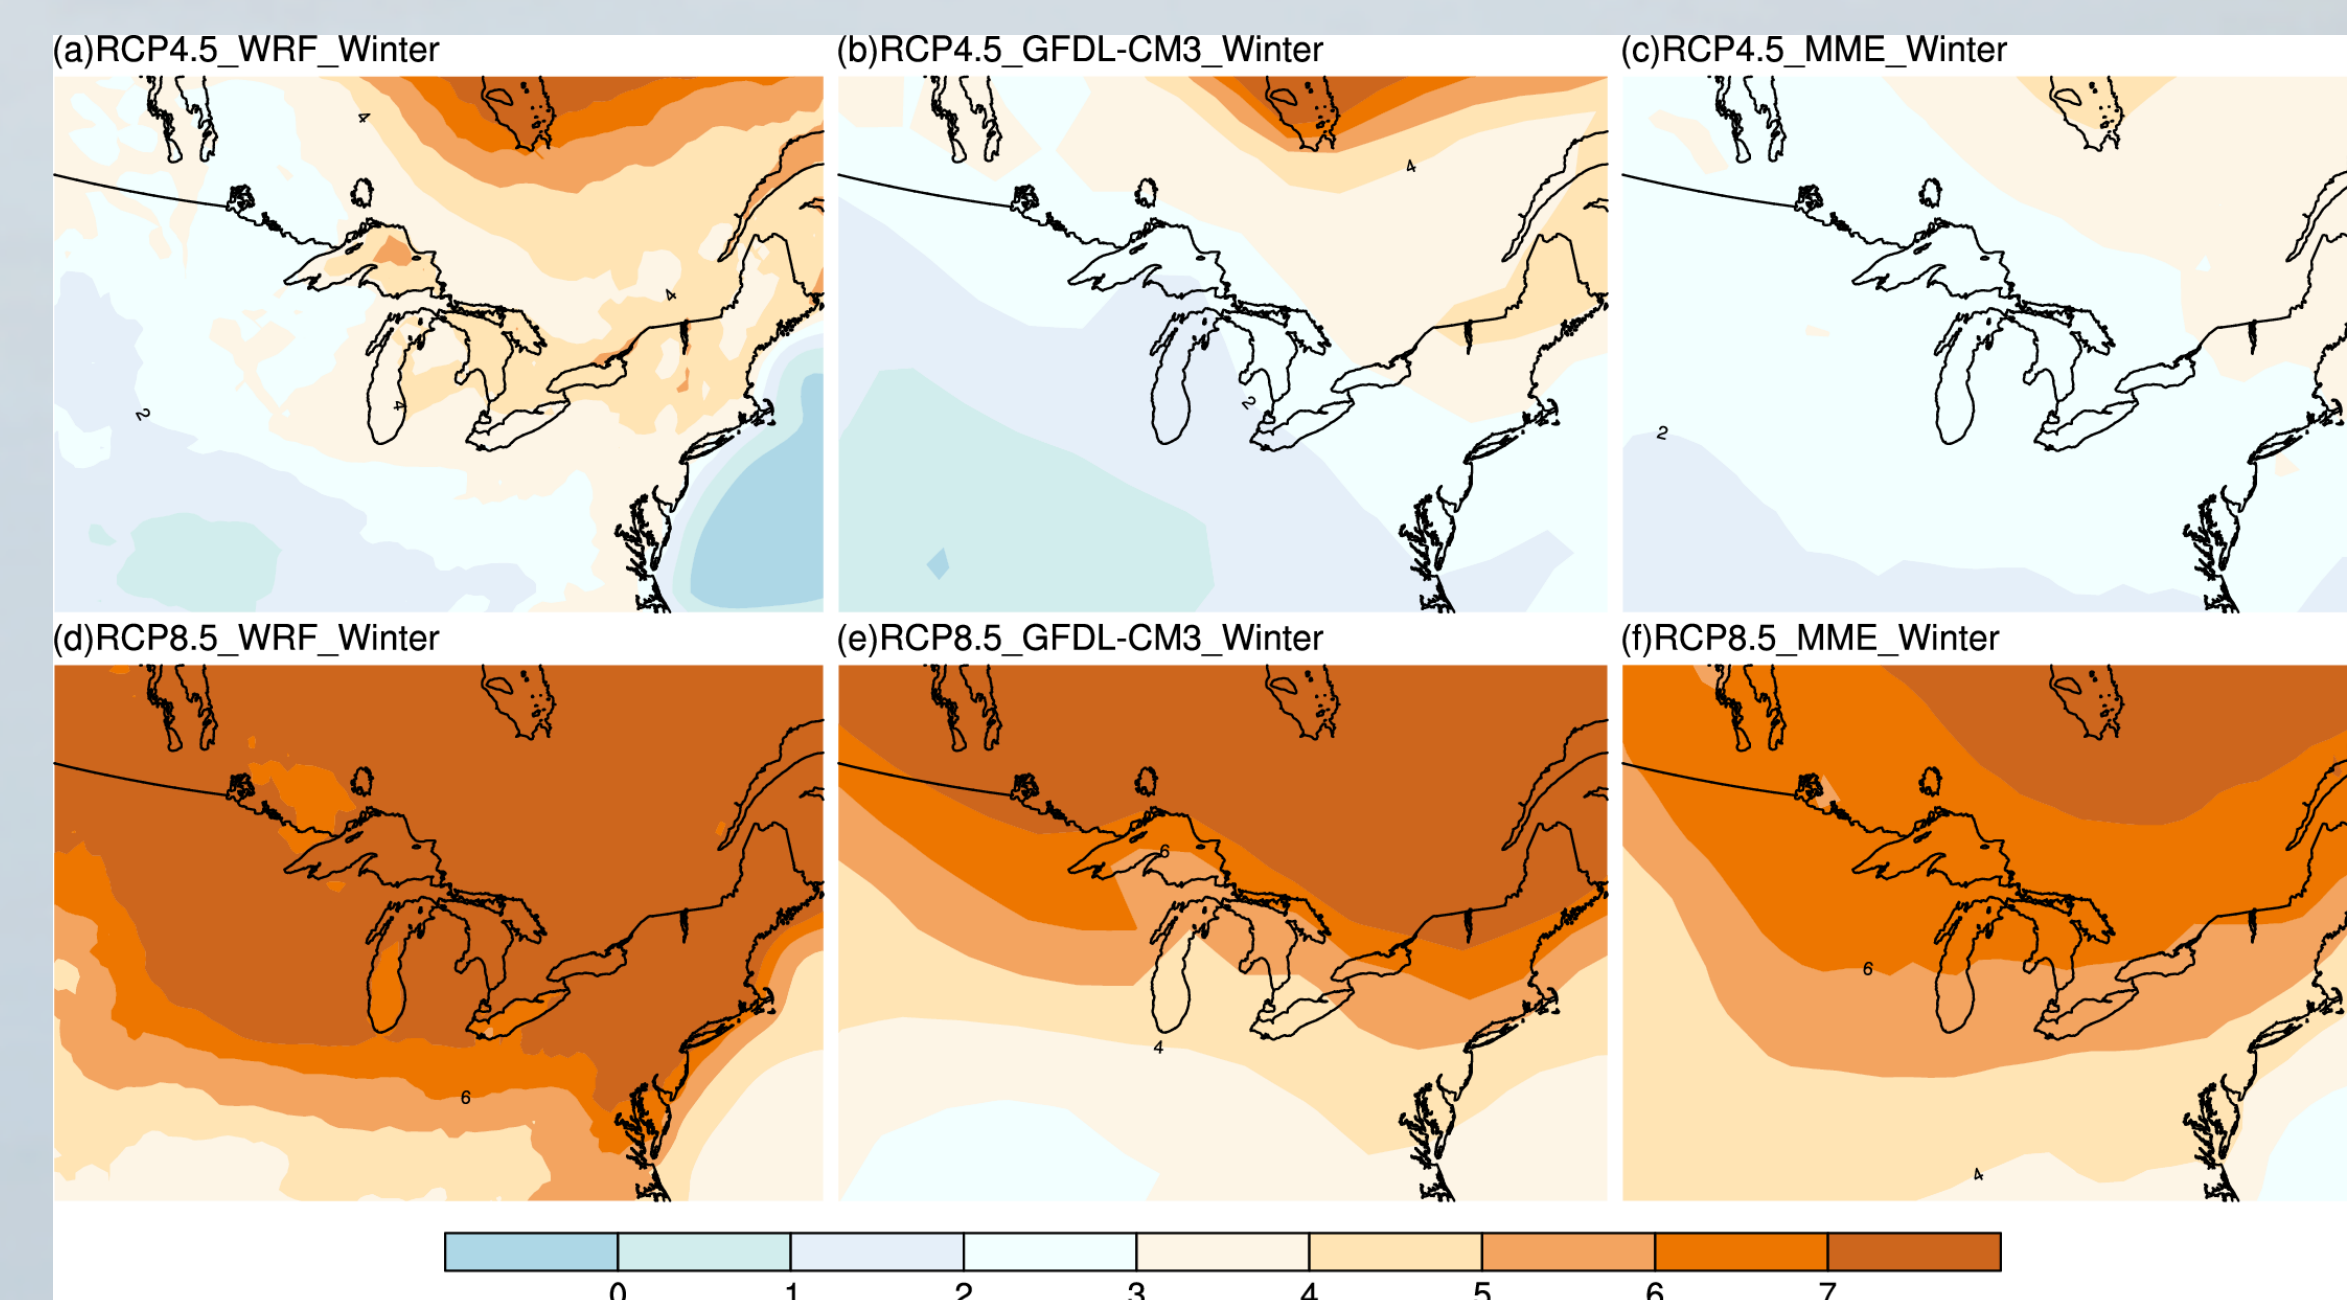 (a)RCP4.5_WRF_Winter
(b)RCP4.5_GFDL-CM3_Winter
(c)RCP4.5_MME_Winter
4
4
4
2
4
2
2
(d)RCP8.5_WRF_Winter
(e)RCP8.5_GFDL-CM3_Winter
(f)RCP8.5_MME_Winter
6
6
4
6
4
0 1 2 3 4 5 6 7